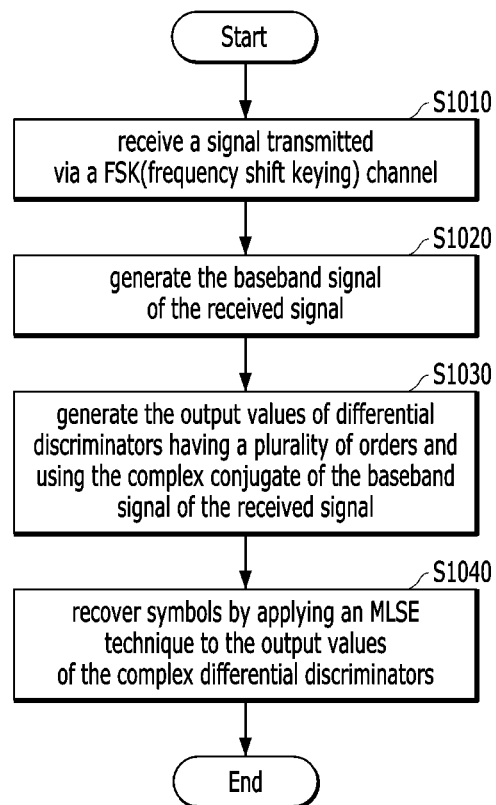 Start
S1010
receive a signal transmitted
via a FSK(frequency shift keying) channel
S1020
generate the baseband signal
of the received signal
S1030
generate the output values of differential
discriminators having a plurality of orders and
using the complex conjugate of the baseband
signal of the received signal
S1040
recover symbols by applying an MLSE
technique to the output values
of the complex differential discriminators
End